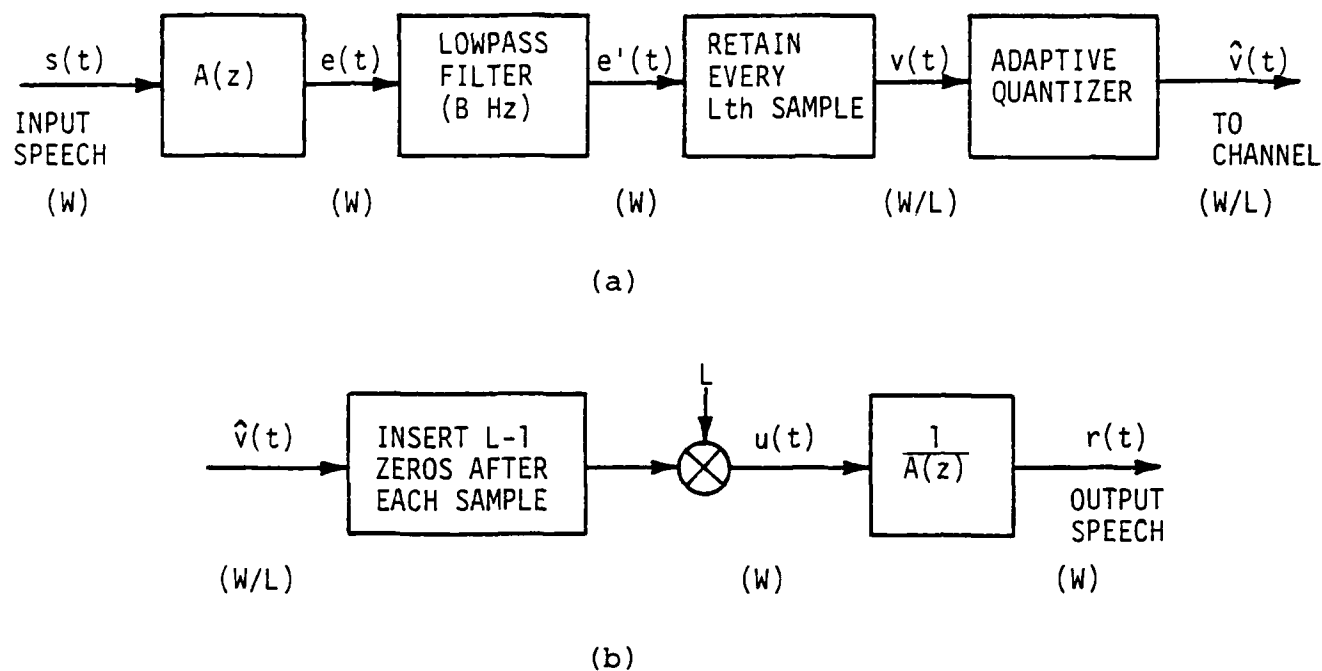 s(t)
INPUT
SPEECH
(W)
A(z)
e(t)
(W)
LOWPASS
FILTER
(B Hz)
e'(t)
(W)
RETAIN
EVERY
Lth SAMPLE
v(t)
(W/L)
ADAPTIVE
QUANTIZER
v̂(t)
TO
CHANNEL
(W/L)
(a)
v̂(t)
(W/L)
INSERT L-1
ZEROS AFTER
EACH SAMPLE
L
u(t)
(W)
1
A(z)
r(t)
OUTPUT
SPEECH
(W)
(b)